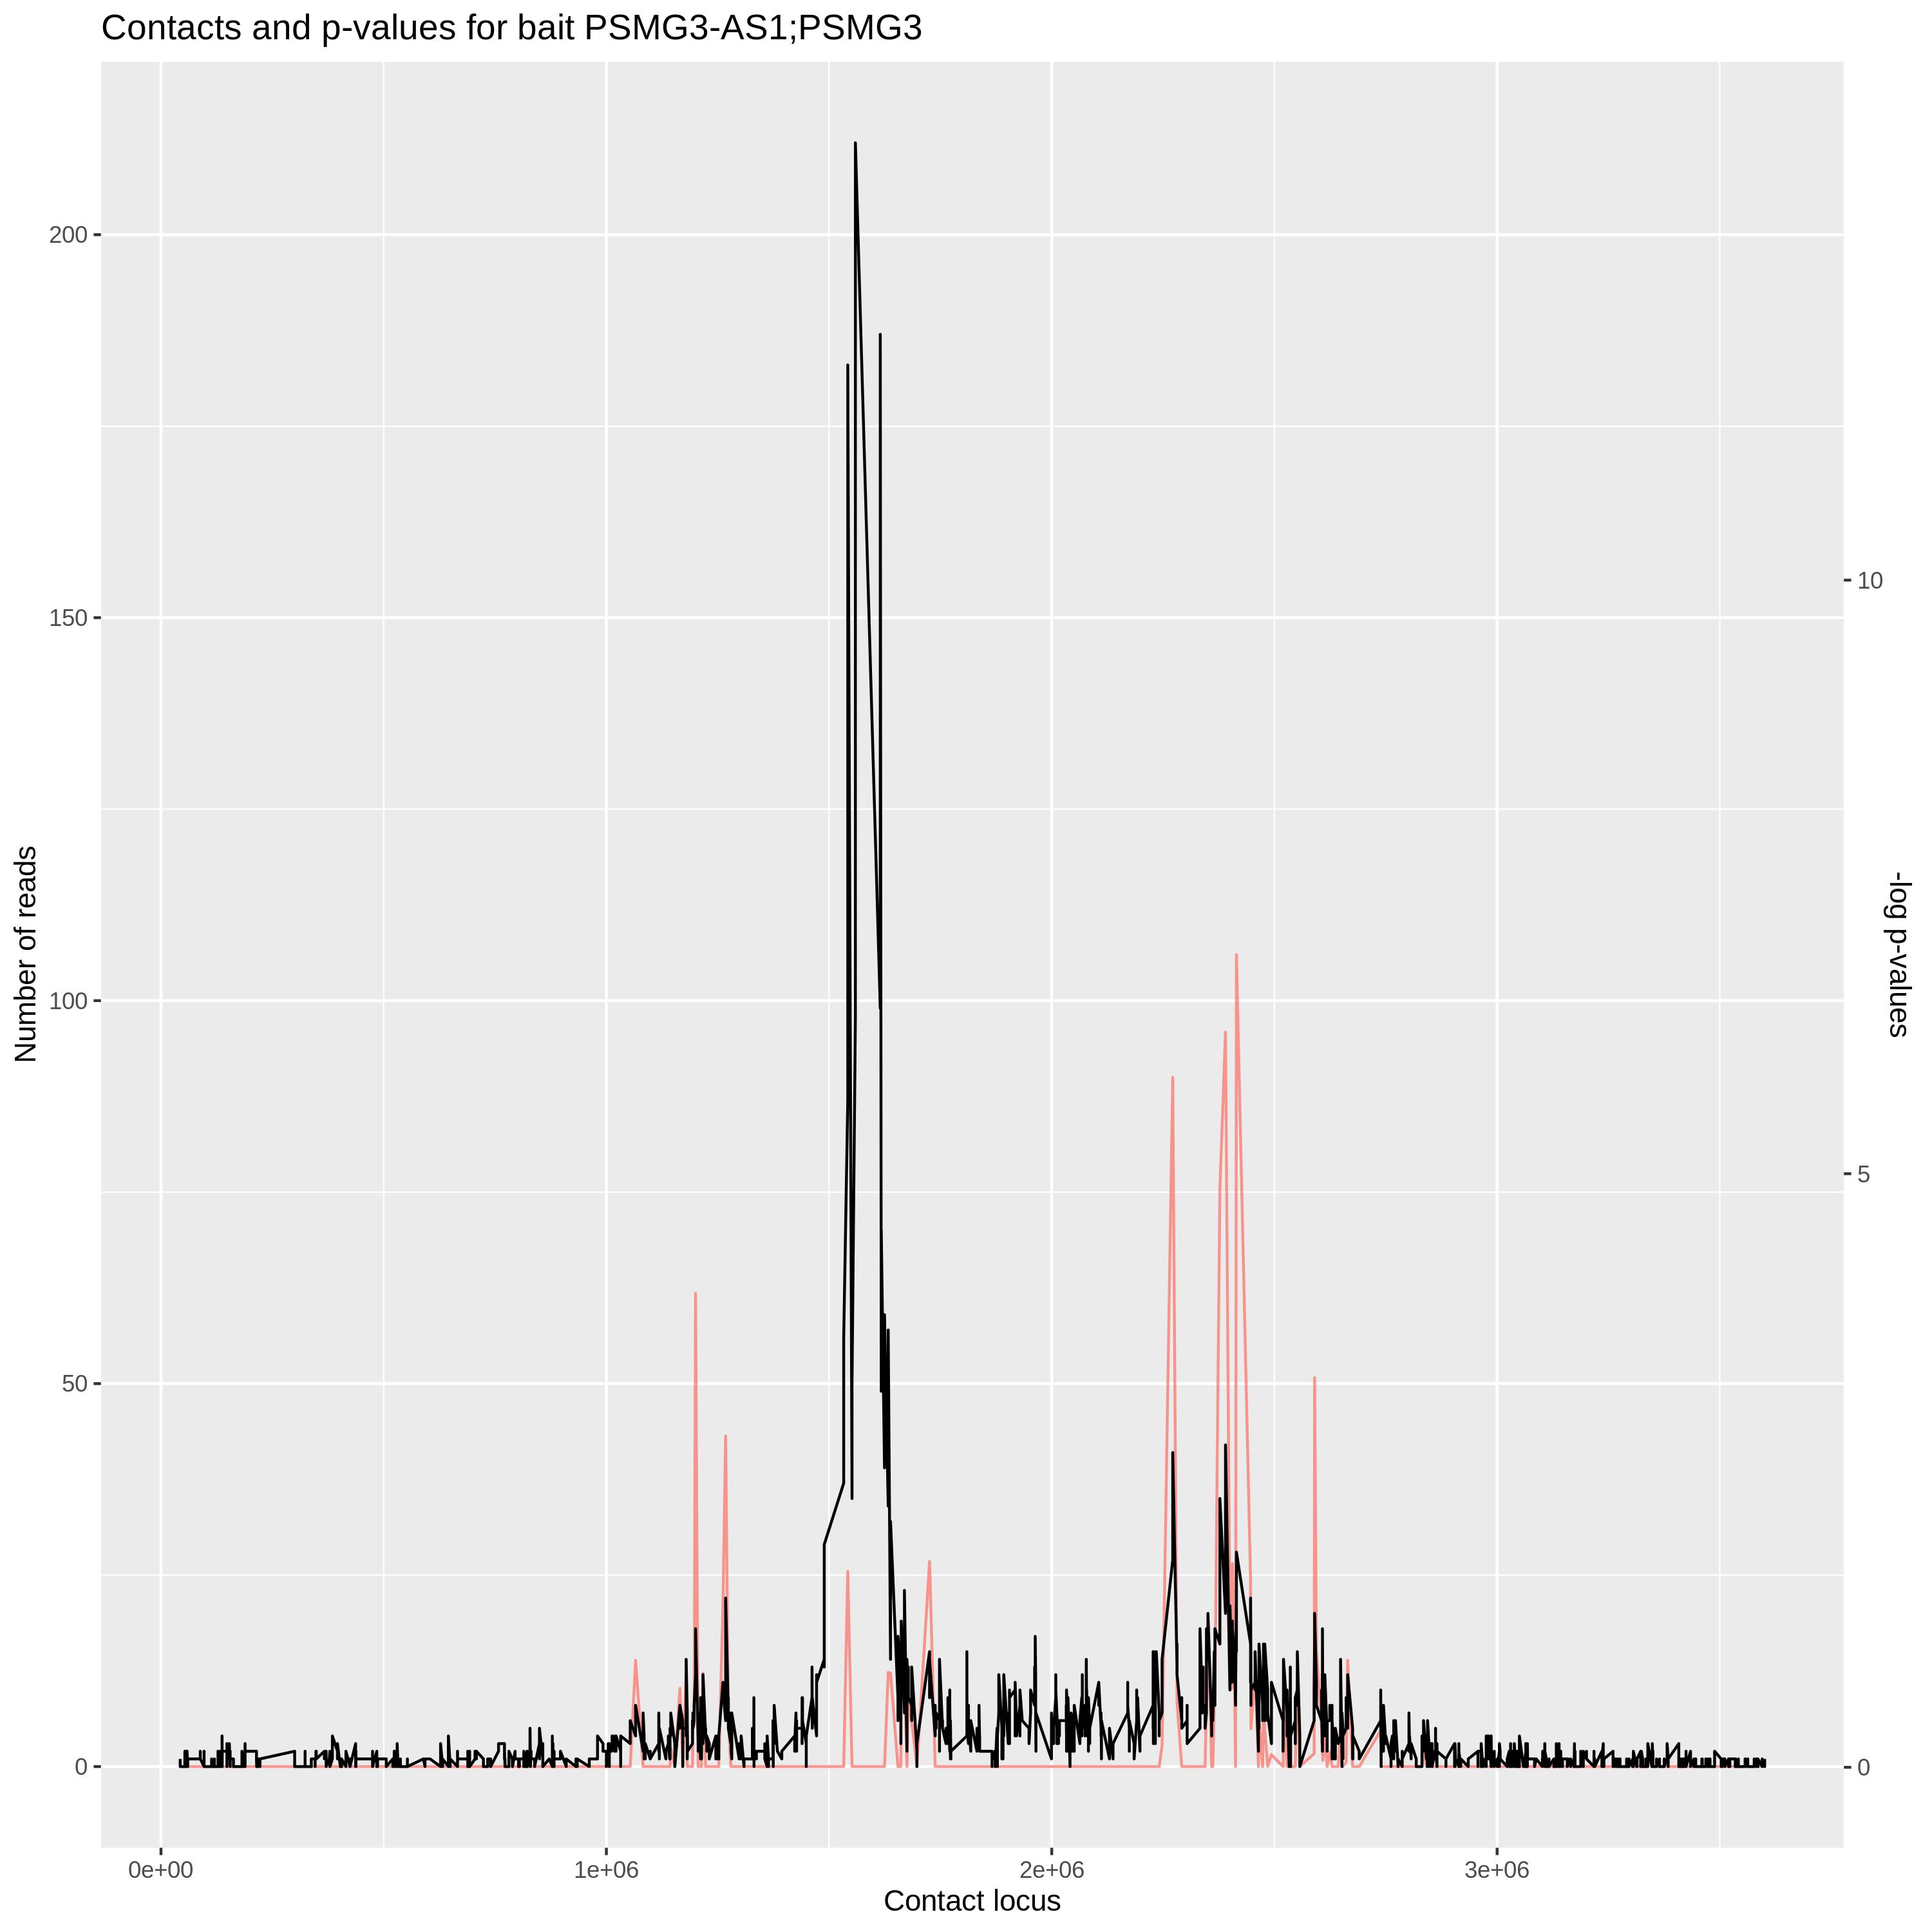 Contacts and p-values for bait PSMG3-AS1;PSMG3
200
150
100
50
0
Number of reads
10
5
0
-log p-values
0e+00
1e+06
2e+06
3e+06
Contact locus